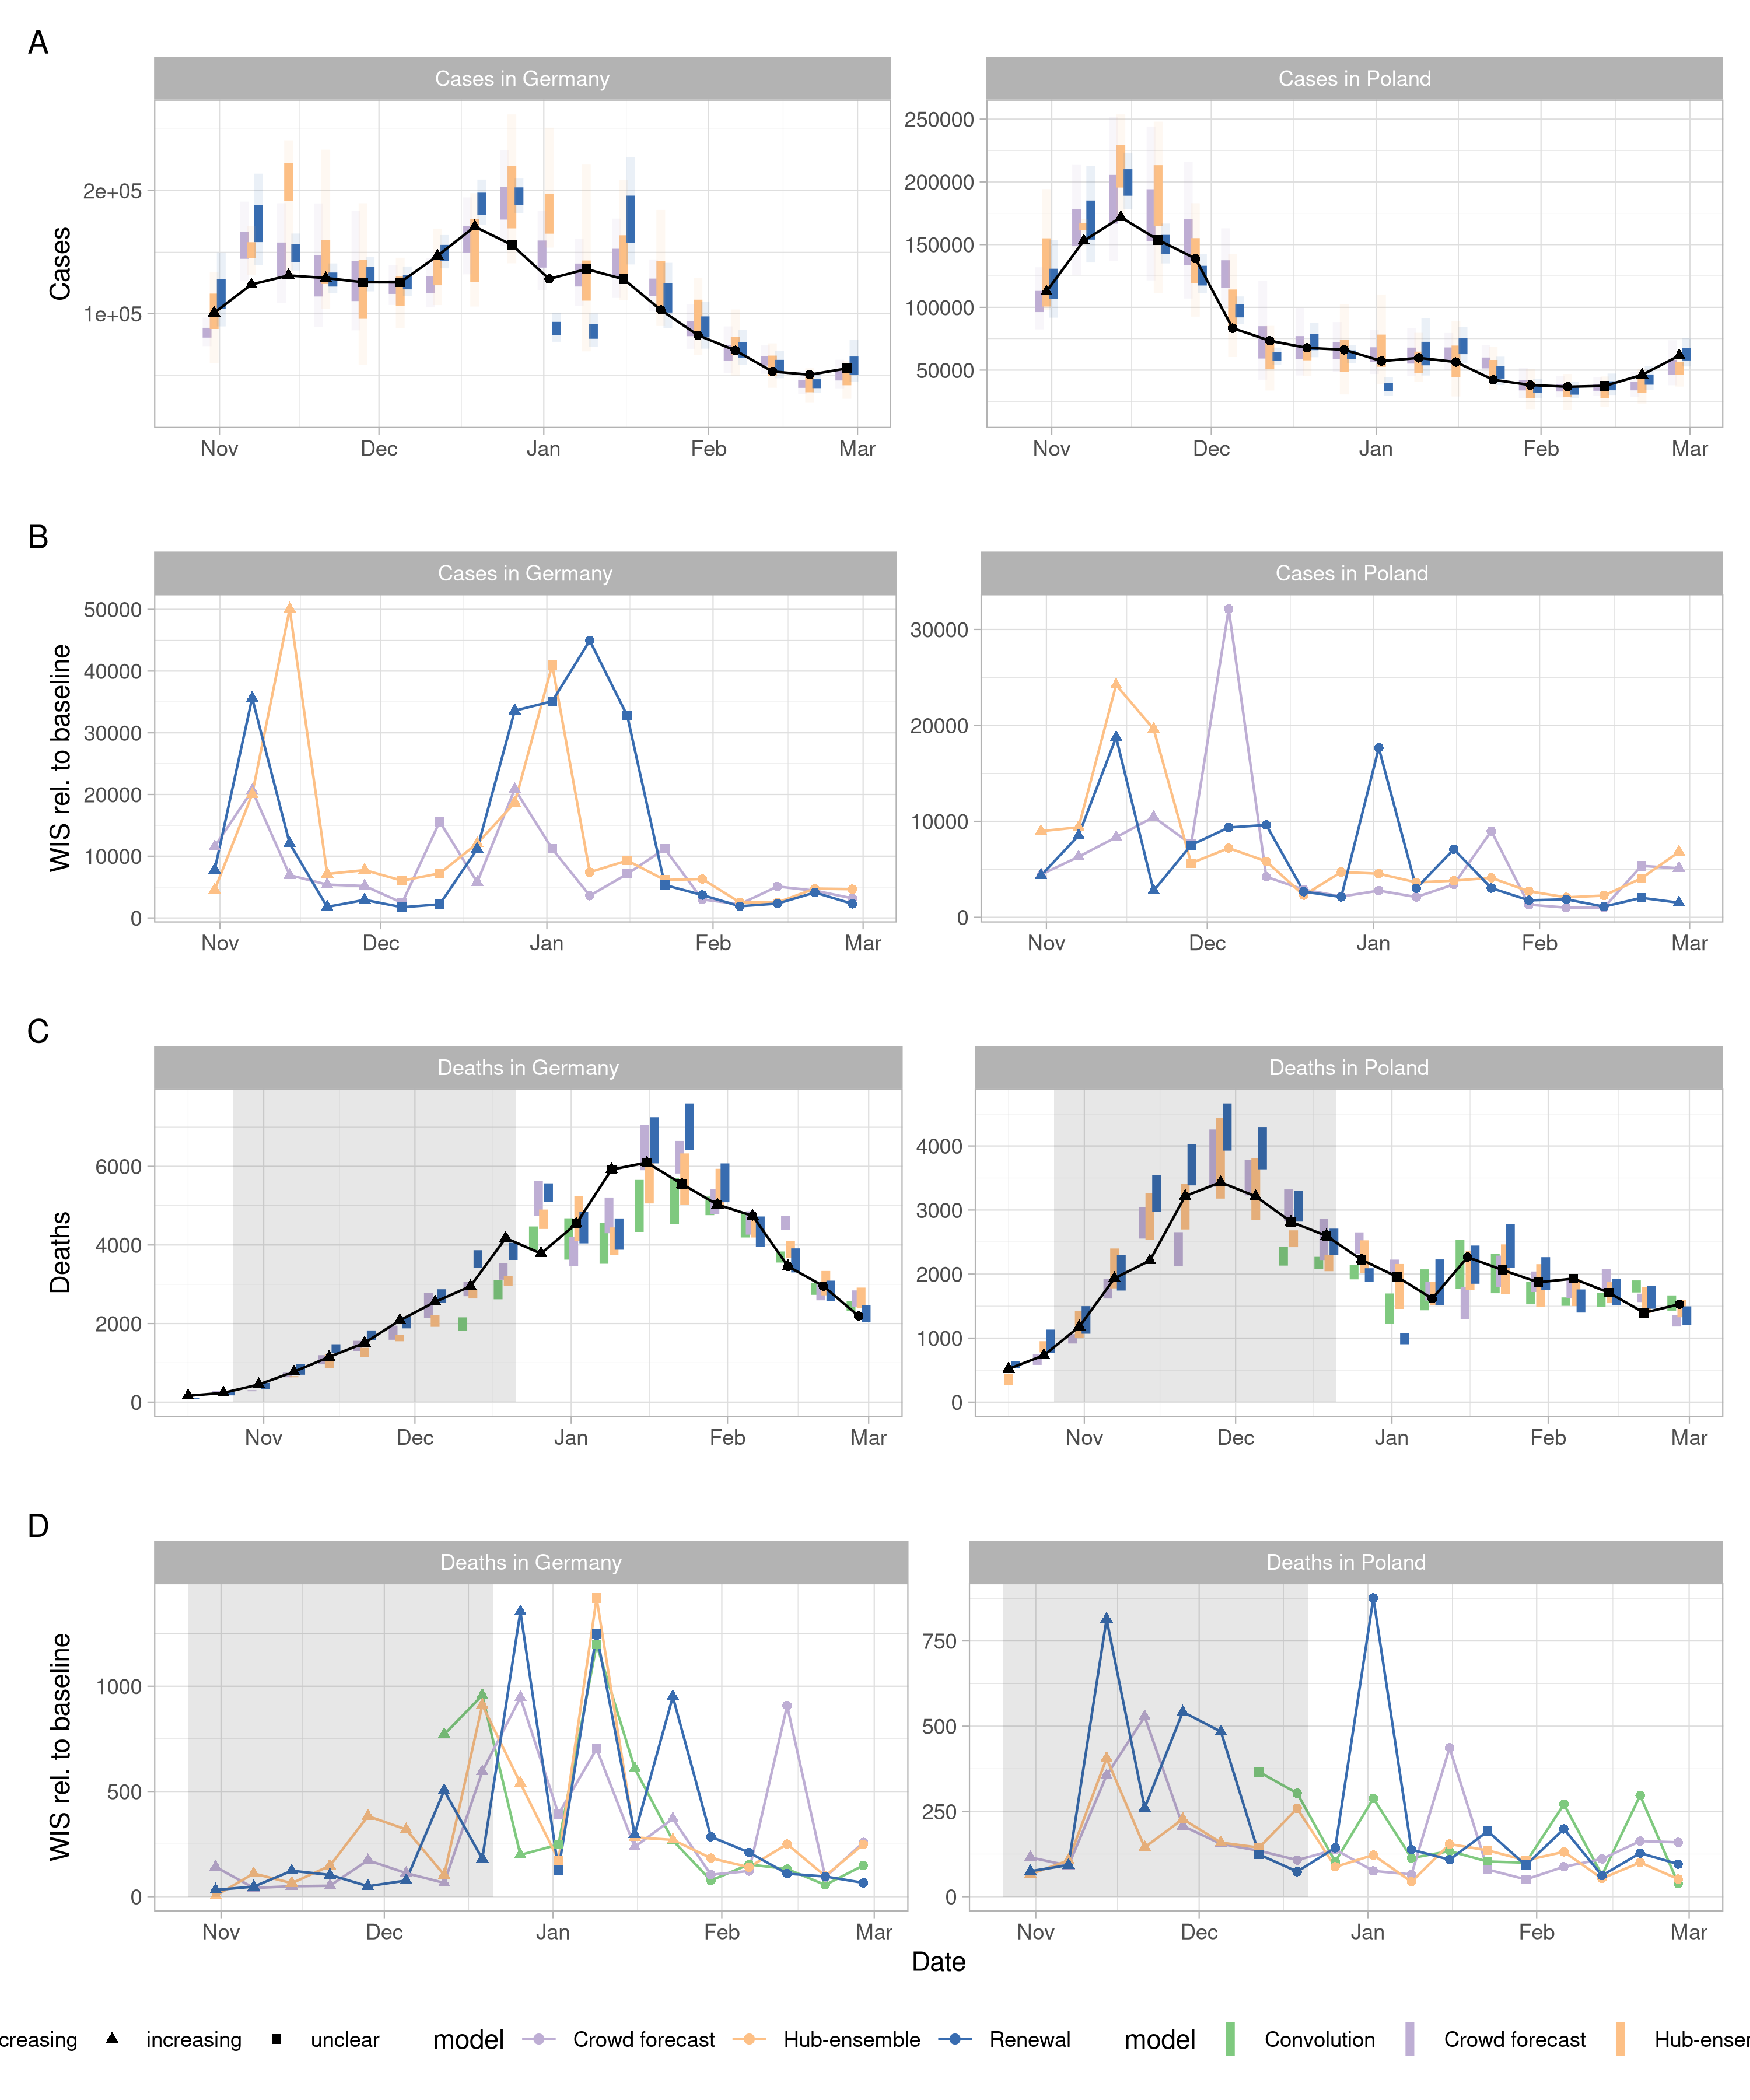 A
Cases in Germany
Cases in Poland
Cases
2e+05
1e+05
250000
200000
150000
100000
50000
Nov Dec Jan Feb Mar
Nov Dec Jan Feb Mar
B
Cases in Germany
Cases in Poland
WIS rel. to baseline
50000
40000
30000
20000
10000
0
30000
20000
10000
0
Nov Dec Jan Feb Mar
Nov Dec Jan Feb Mar
C
Deaths in Germany
Deaths in Poland
Deaths
6000
4000
2000
0
4000
3000
2000
1000
0
Nov Dec Jan Feb Mar
Nov Dec Jan Feb Mar
D
Deaths in Germany
Deaths in Poland
WIS rel. to baseline
1000
500
0
750
500
250
0
Nov Dec Jan Feb Mar
Nov Dec Jan Feb Mar
Date
creasing increasing unclear model Crowd forecast Hub-ensemble Renewal model Convolution Crowd forecast Hub-enser